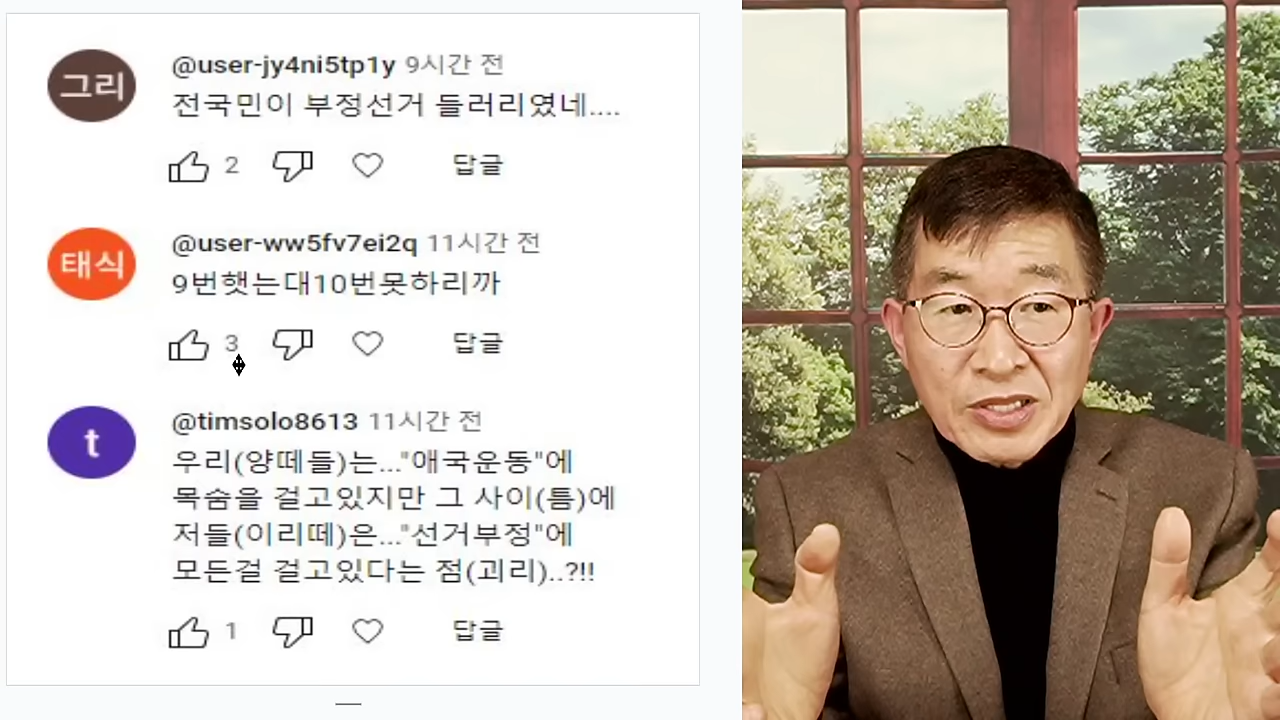 그리
@user-jy4ni5tp1y 9시간 전
전국민이 부정선거 들러리였네....
2 답글
태식
@user-ww5fv7ei2q 11시간 전
9번햇는대10번못하리까
3 답글
t
@timsolo8613 11시간 전
우리(양떼들)는..."애국운동"에
목숨을 걸고있지만 그 사이(틈)에
저들(이리떼)은..."선거부정"에
모든걸 걸고있다는 점(괴리)..?!!
1 답글